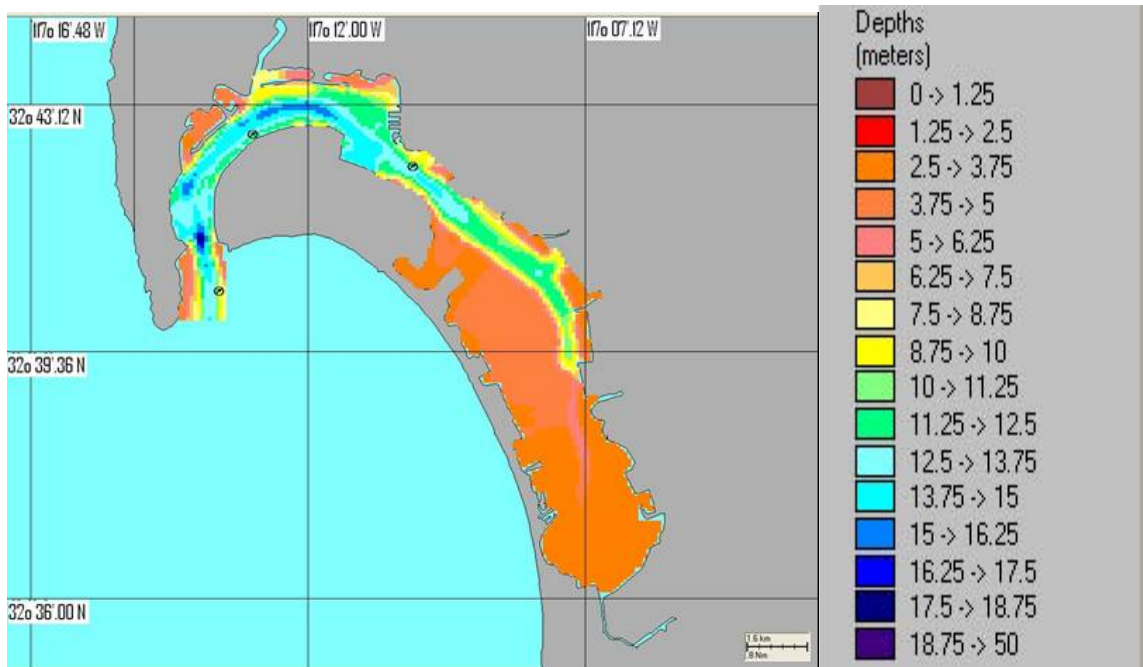 117o 16'.48 W
117o 12'.00 W
117o 07'.12 W
32o 43'.12 N
32o 39'.36 N
32o 36'.00 N
1.6 km
.8 Nm
Depths
(meters)
0 -> 1.25
1.25 -> 2.5
2.5 -> 3.75
3.75 -> 5
5 -> 6.25
6.25 -> 7.5
7.5 -> 8.75
8.75 -> 10
10 -> 11.25
11.25 -> 12.5
12.5 -> 13.75
13.75 -> 15
15 -> 16.25
16.25 -> 17.5
17.5 -> 18.75
18.75 -> 50